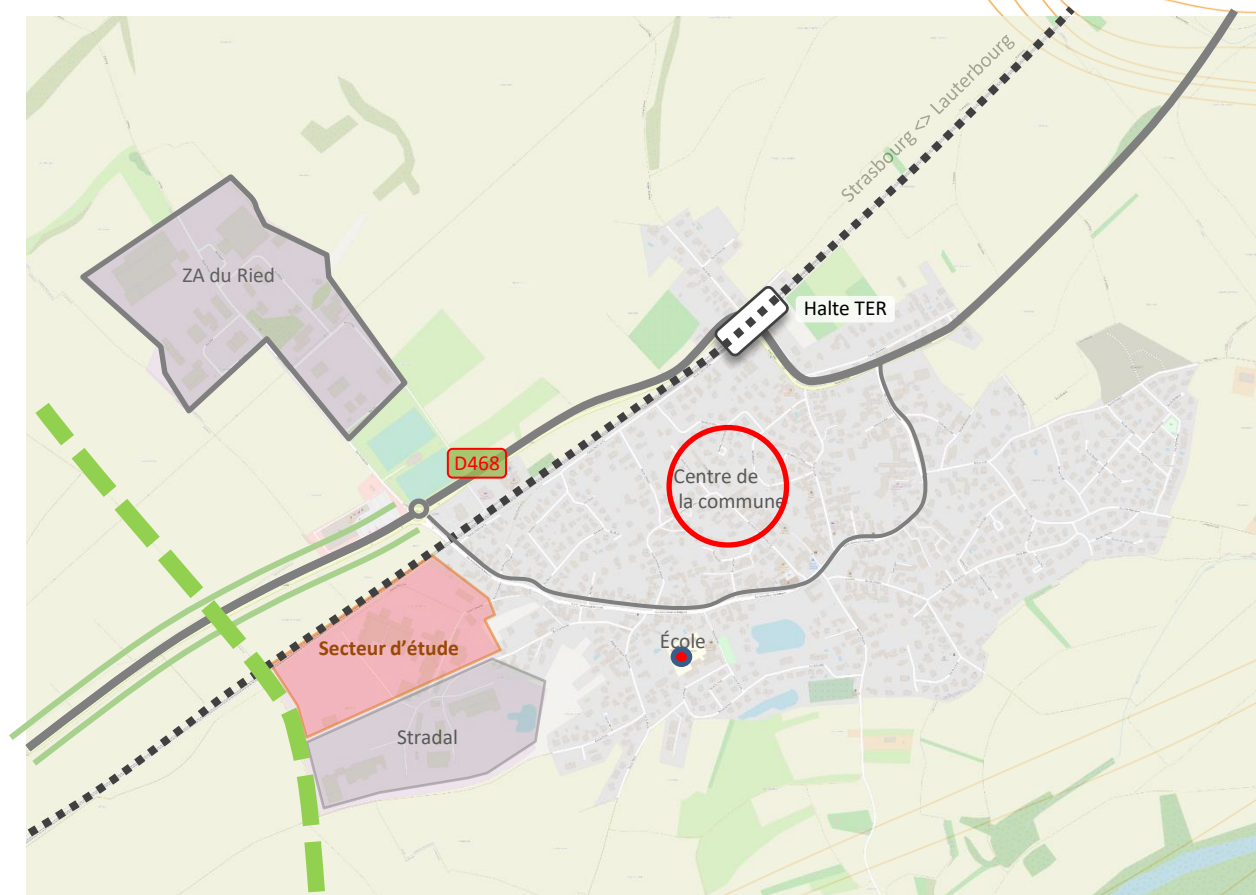 Strasbourg <> Lauterbourg
ZA du Ried
Halte TER
D468
Centre de
la commune
École
Secteur d'étude
Stradal